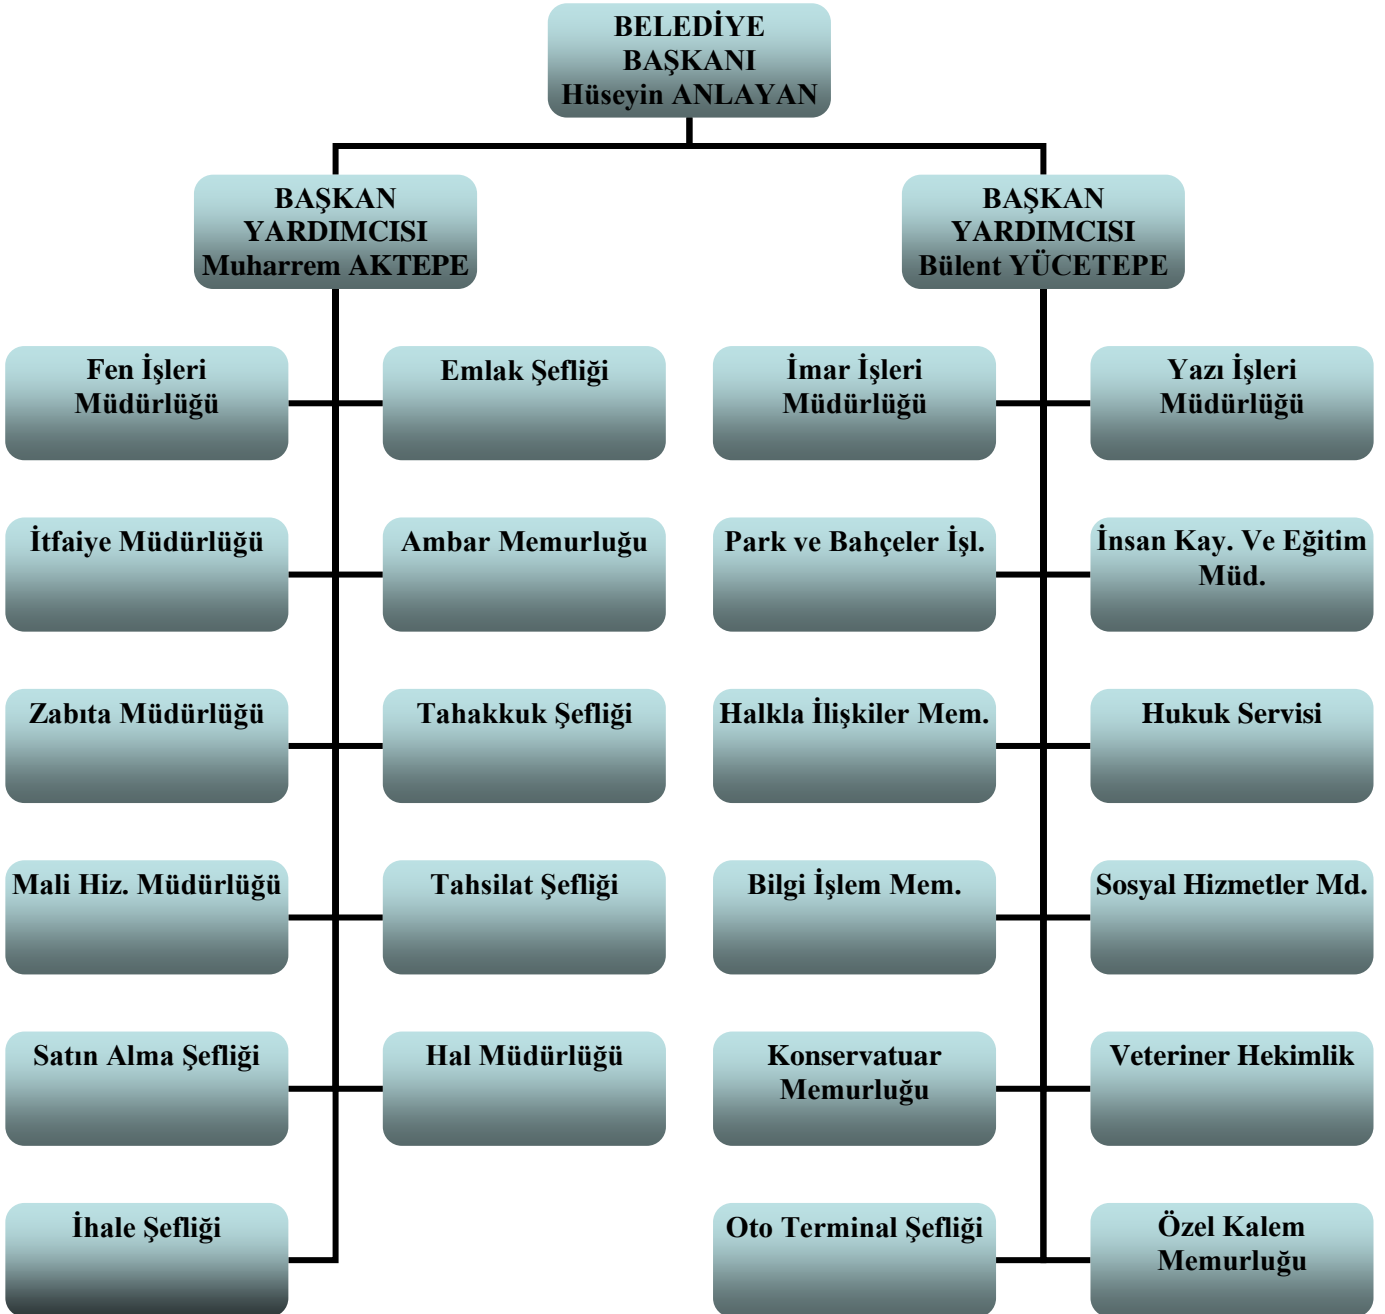 BELEDİYE
BAŞKANI
Hüseyin ANLAYAN
BAŞKAN
YARDIMCISI
Muharrem AKTEPE
BAŞKAN
YARDIMCISI
Bülent YÜCETEPE
Fen İşleri
Müdürlüğü
Emlak Şefliği
İmar İşleri
Müdürlüğü
Yazı İşleri
Müdürlüğü
İtfaiye Müdürlüğü
Ambar Memurluğu
Park ve Bahçeler İşl.
İnsan Kay. Ve Eğitim
Müd.
Zabıta Müdürlüğü
Tahakkuk Şefliği
Halkla İlişkiler Mem.
Hukuk Servisi
Mali Hiz. Müdürlüğü
Tahsilat Şefliği
Bilgi İşlem Mem.
Sosyal Hizmetler Md.
Satın Alma Şefliği
Hal Müdürlüğü
Konservatuar
Memurluğu
Veteriner Hekimlik
İhale Şefliği
Oto Terminal Şefliği
Özel Kalem
Memurluğu